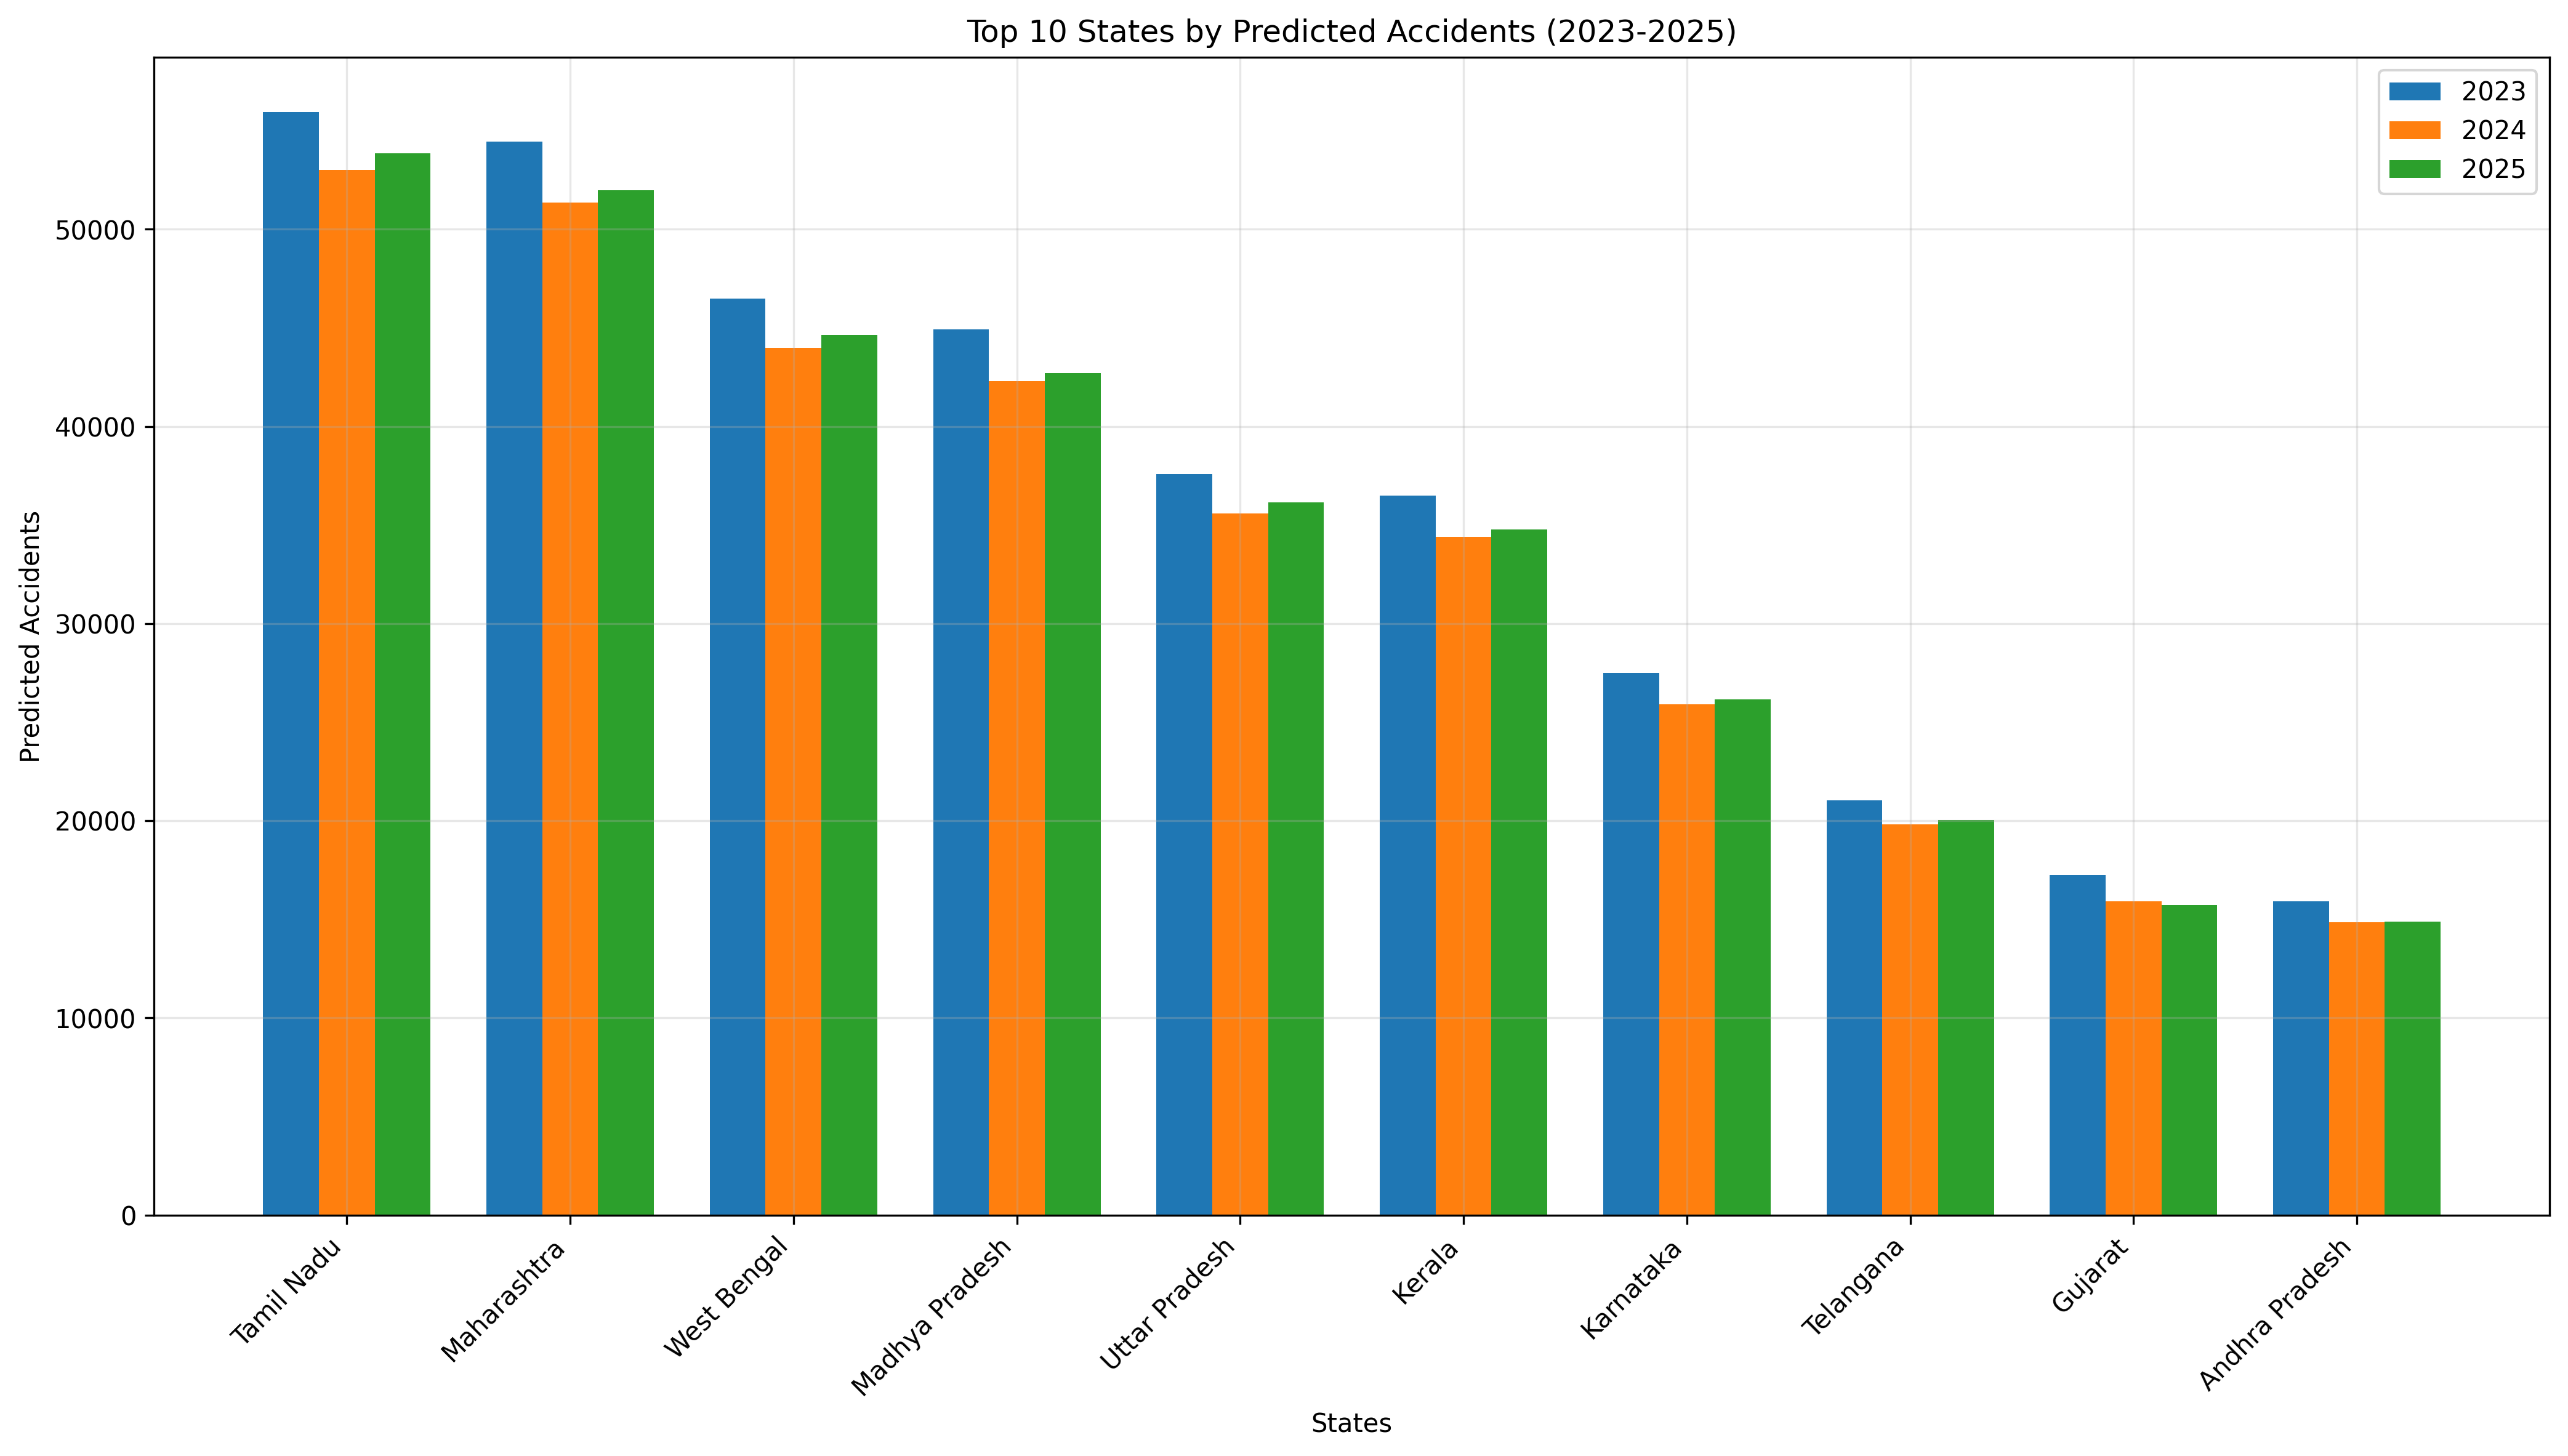 Top 10 States by Predicted Accidents (2023-2025)
2023
2024
2025
Predicted Accidents
50000
40000
30000
20000
10000
0
Tamil Nadu
Maharashtra
West Bengal
Madhya Pradesh
Uttar Pradesh
Kerala
Karnataka
Telangana
Gujarat
Andhra Pradesh
States